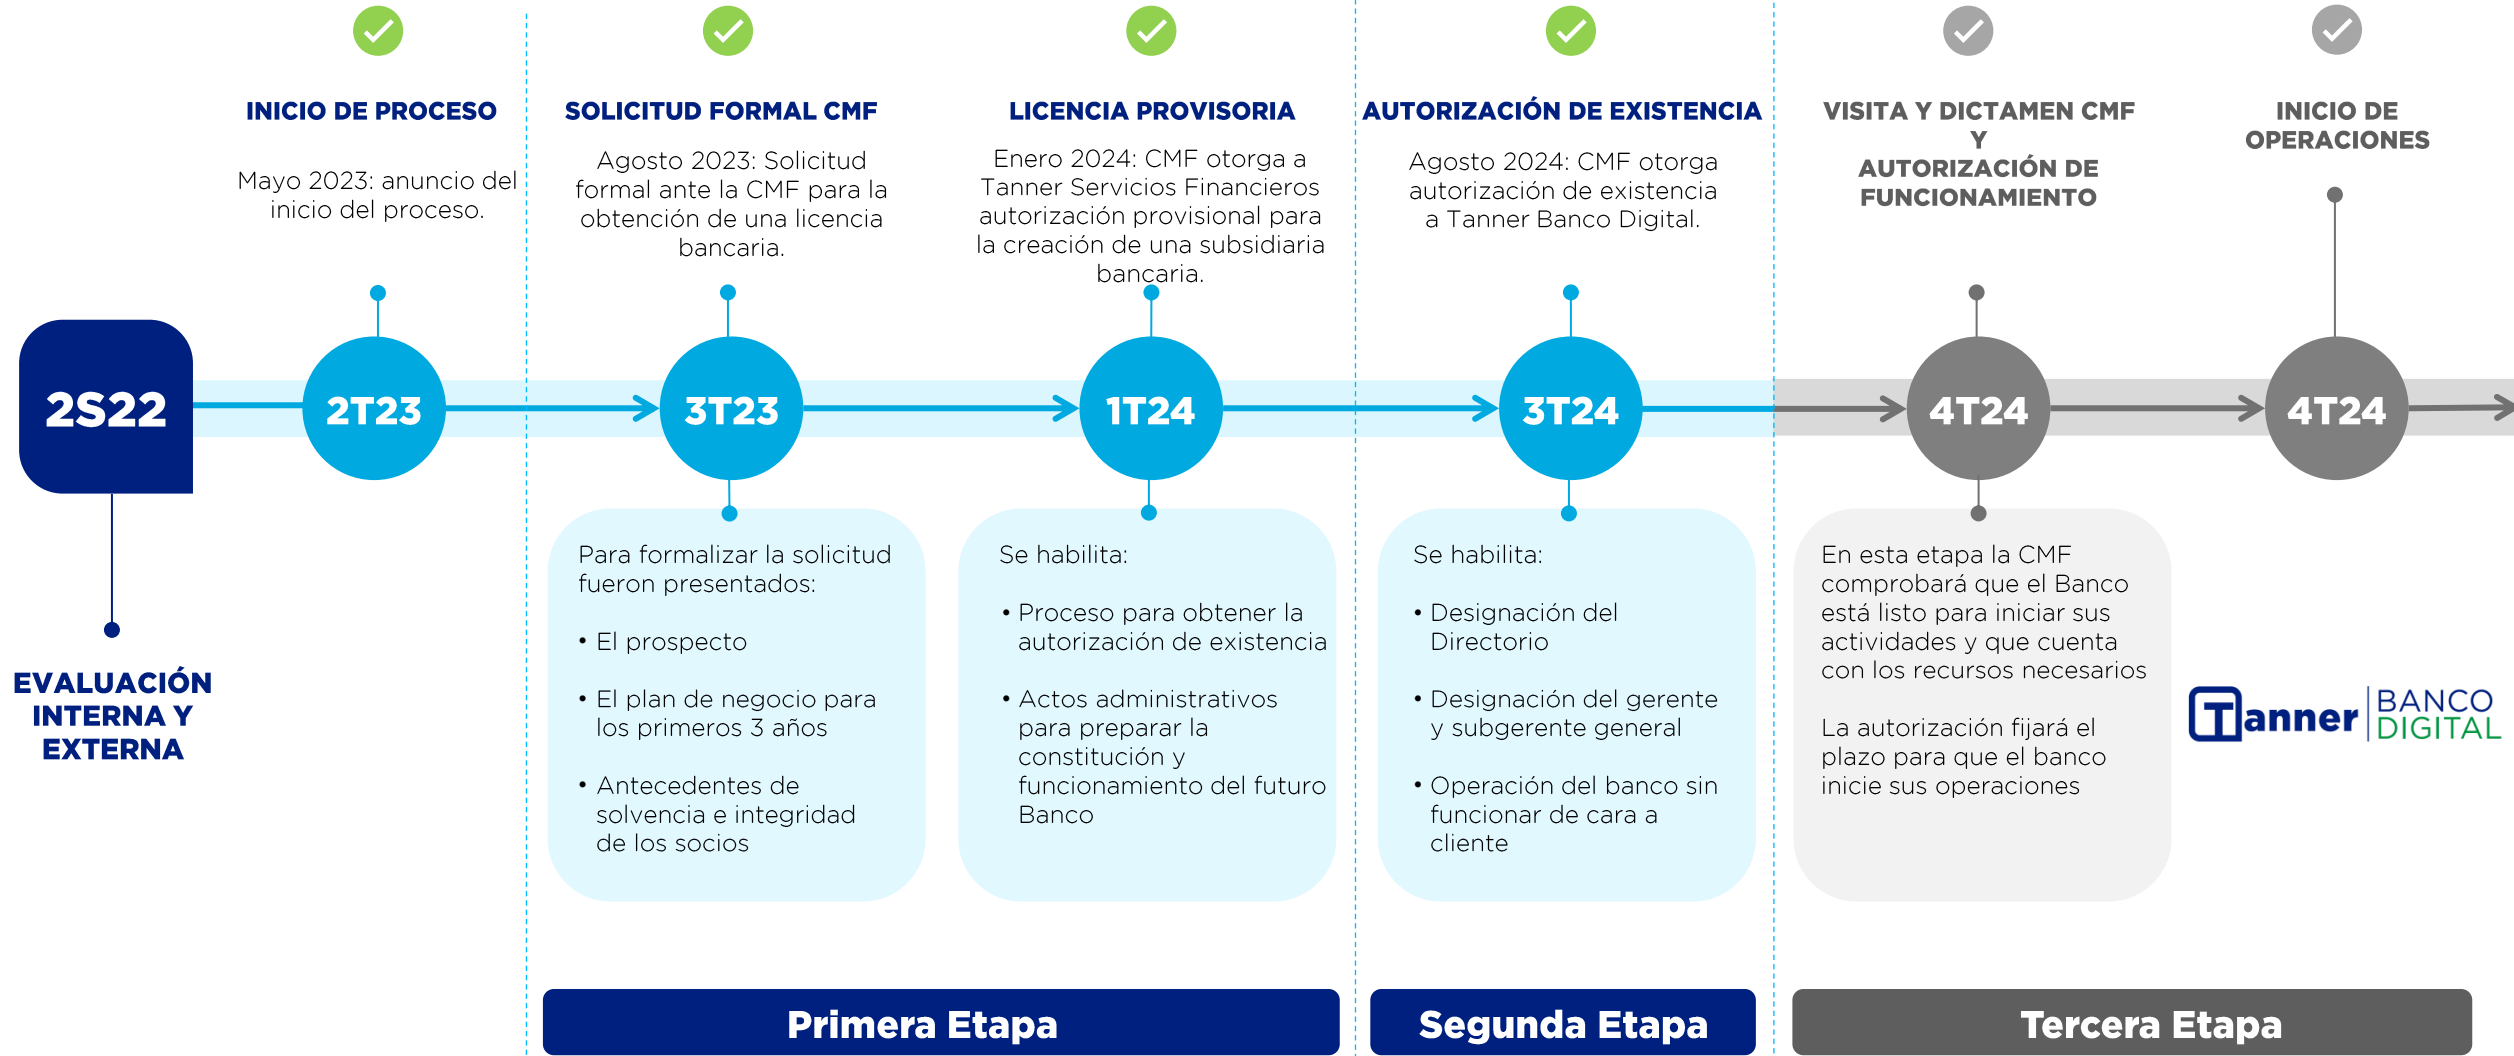 INICIO DE PROCESO
Mayo 2023: anuncio del
inicio del proceso.
SOLICITUD FORMAL CMF
Agosto 2023: Solicitud
formal ante la CMF para la
obtención de una licencia
bancaria.
LICENCIA PROVISORIA
Enero 2024: CMF otorga a
Tanner Servicios Financieros
autorización provisional para
la creación de una subsidiaria
bancaria.
AUTORIZACIÓN DE EXISTENCIA
Agosto 2024: CMF otorga
autorización de existencia
a Tanner Banco Digital.
VISITA Y DICTAMEN CMF
Y
AUTORIZACIÓN DE
FUNCIONAMIENTO
INICIO DE
OPERACIONES
2S22
2T23
3T23
1T24
3T24
4T24
4T24
EVALUACIÓN
INTERNA Y
EXTERNA
Para formalizar la solicitud
fueron presentados:
• El prospecto
• El plan de negocio para
los primeros 3 años
• Antecedentes de
solvencia e integridad
de los socios
Se habilita:
• Proceso para obtener la
autorización de existencia
• Actos administrativos
para preparar la
constitución y
funcionamiento del futuro
Banco
Se habilita:
• Designación del
Directorio
• Designación del gerente
y subgerente general
• Operación del banco sin
funcionar de cara a
cliente
En esta etapa la CMF
comprobará que el Banco
está listo para iniciar sus
actividades y que cuenta
con los recursos necesarios
La autorización fijará el
plazo para que el banco
inicie sus operaciones
Tanner
BANCO
DIGITAL
Primera Etapa
Segunda Etapa
Tercera Etapa